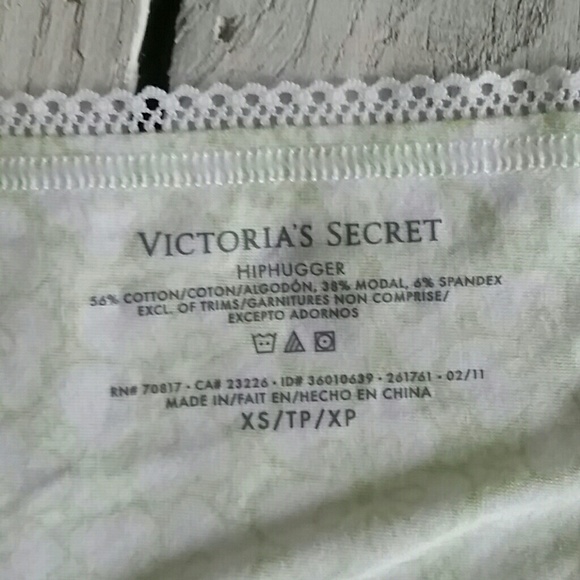 VICTORIA'S SECRET
HIPHUGGER
56% COTTON/COTON/ALGODÓN, 38% MODAL, 6% SPANDEX
EXCL. OF TRIMS/GARNITURES NON COMPRISE/
EXCEPTO ADORNOS
RN# 70817 • CA# 23226 • ID# 36010639 • 261761 • 02/11
MADE IN/FAIT EN/HECHO EN CHINA
XS/TP/XP